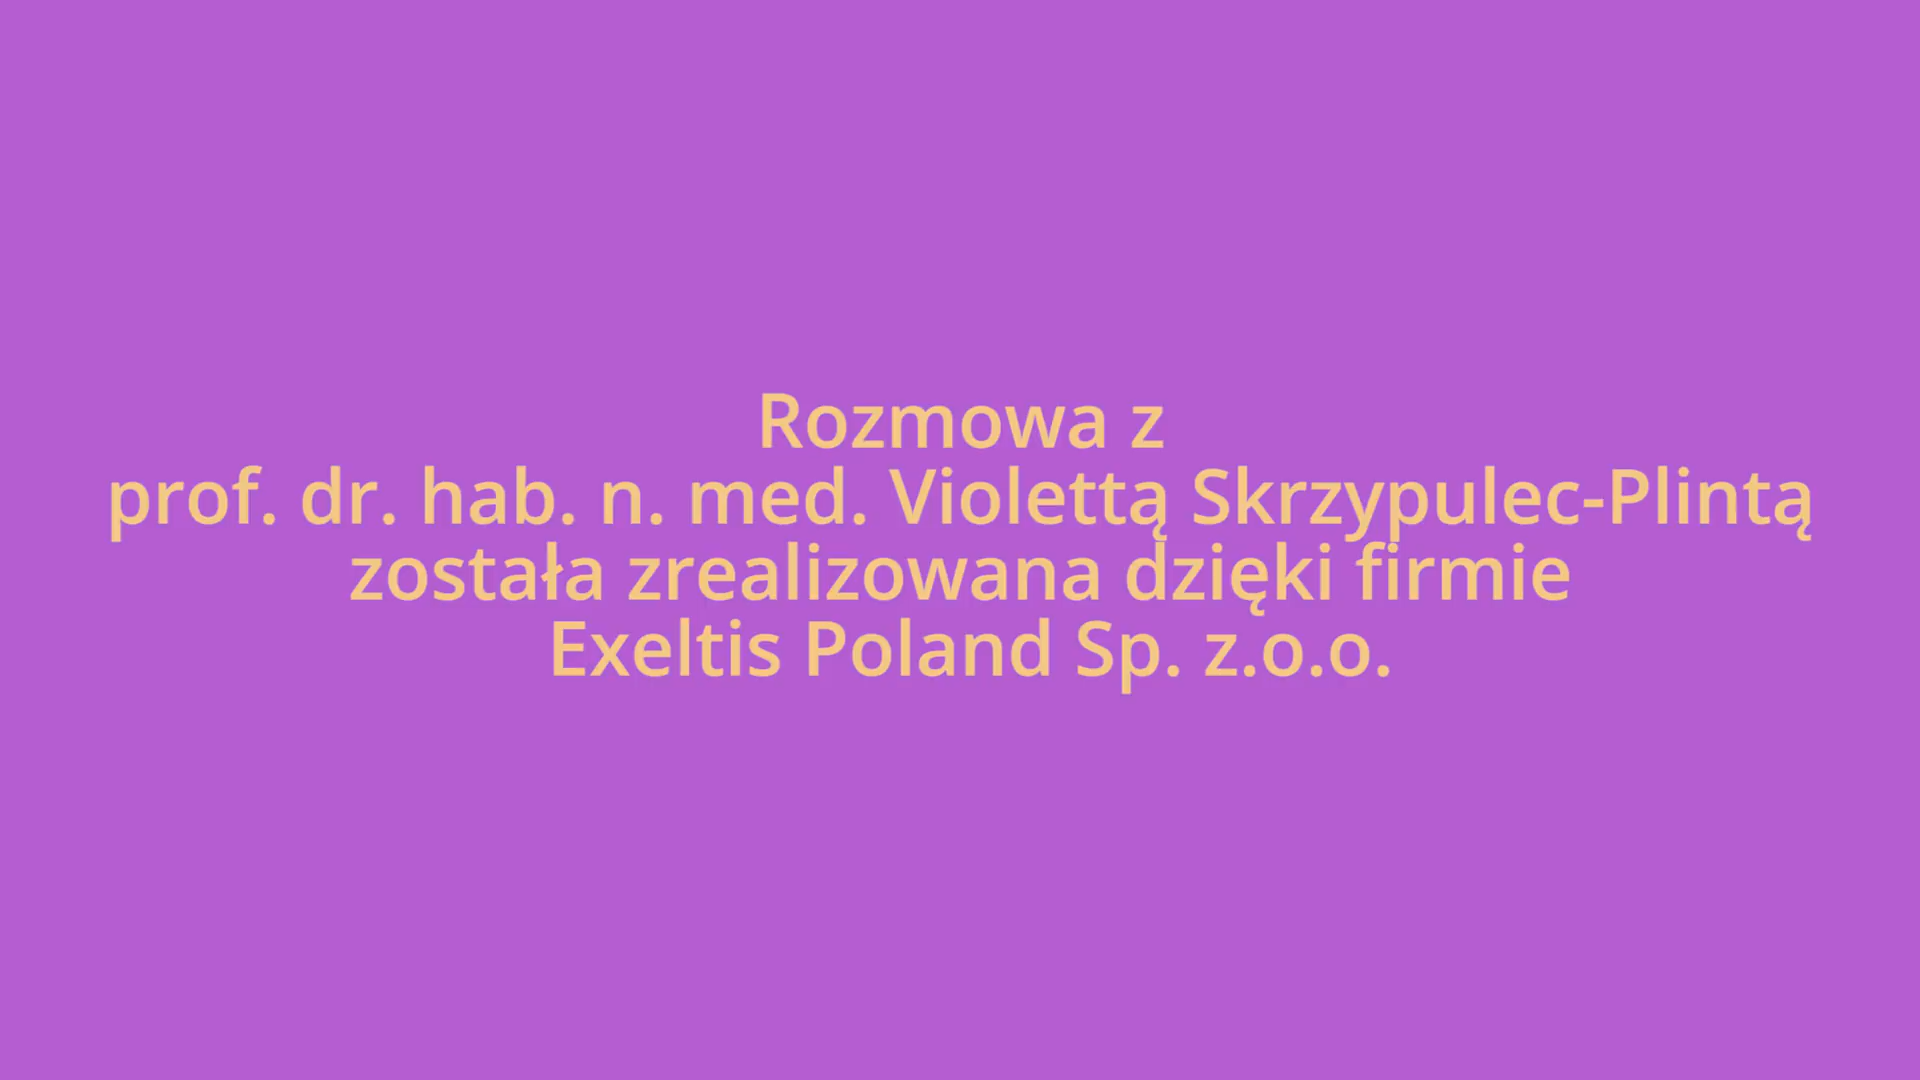 Rozmowa z
prof. dr. hab. n. med. Violettą Skrzypulec-Plintą
została zrealizowana dzięki firmie
Exeltis Poland Sp. z.o.o.